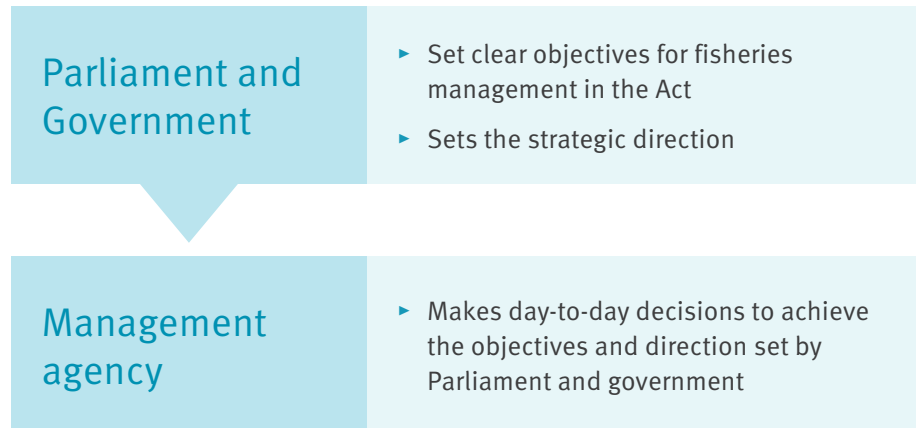 Parliament and
Government
► Set clear objectives for fisheries
management in the Act
► Sets the strategic direction
Management
agency
► Makes day-to-day decisions to achieve
the objectives and direction set by
Parliament and government